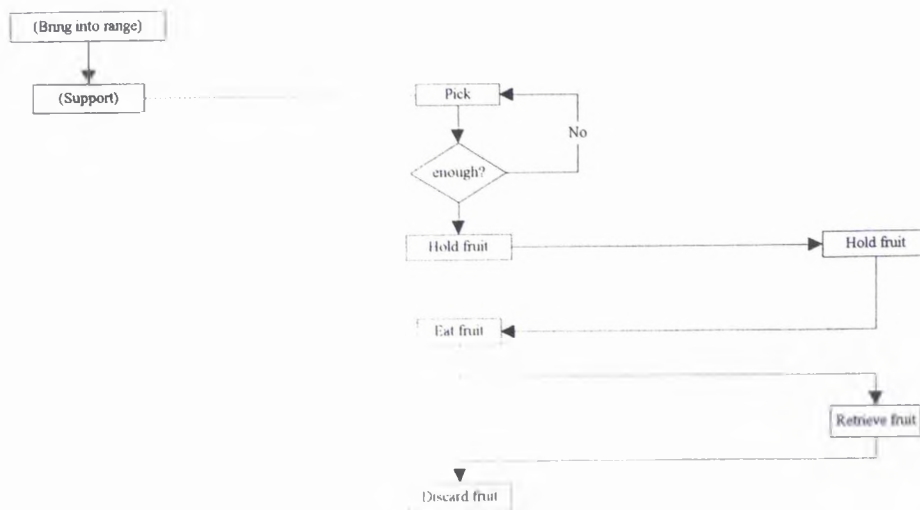 (Bring into range)
(Support)
Pick
No
enough?
Hold fruit
Hold fruit
Eat fruit
Retrieve fruit
Discard fruit